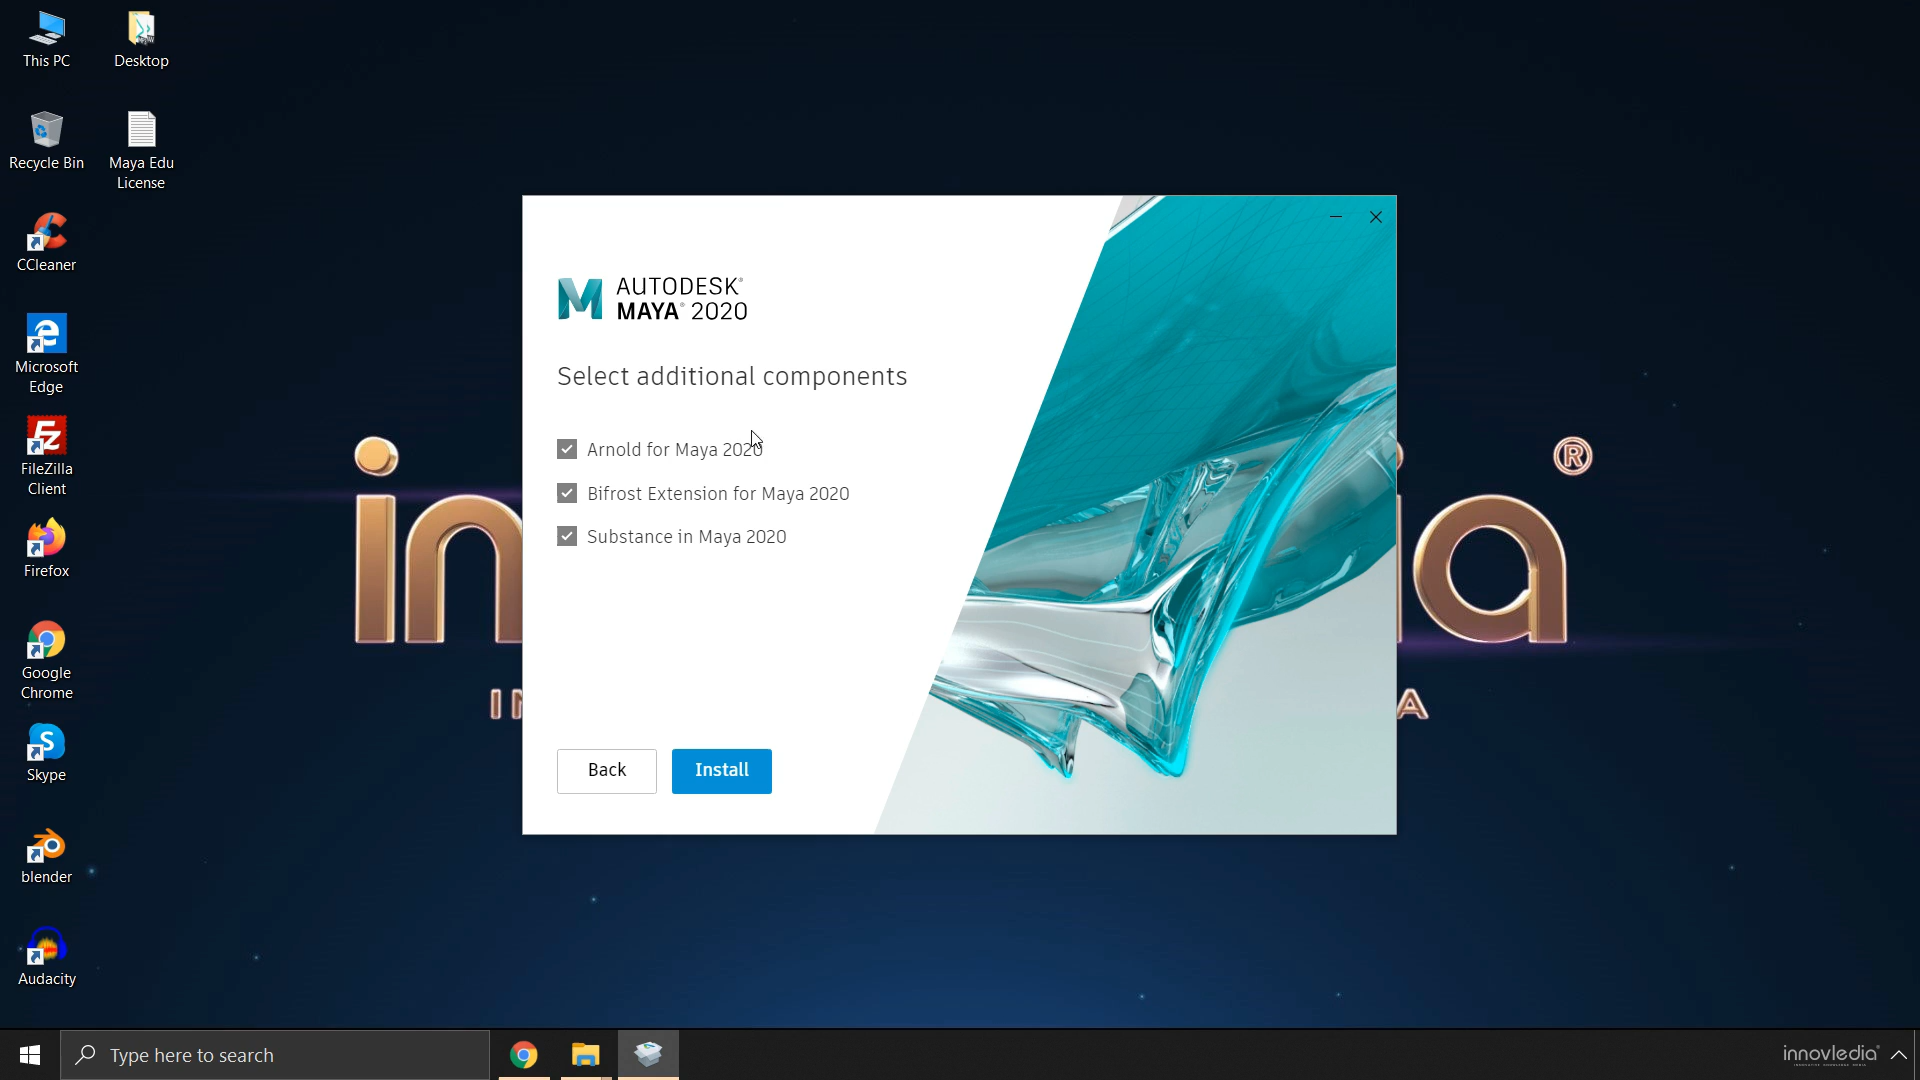 This PC
Desktop
Recycle Bin
Maya Edu
License
CCleaner
Microsoft
Edge
FileZilla
Client
Firefox
Google
Chrome
Skype
blender
Audacity
AUTODESK®
MAYA® 2020
Select additional components
Arnold for Maya 2020
Bifrost Extension for Maya 2020
Substance in Maya 2020
Back
Install
in
a
®
A
Type here to search
innovledia®